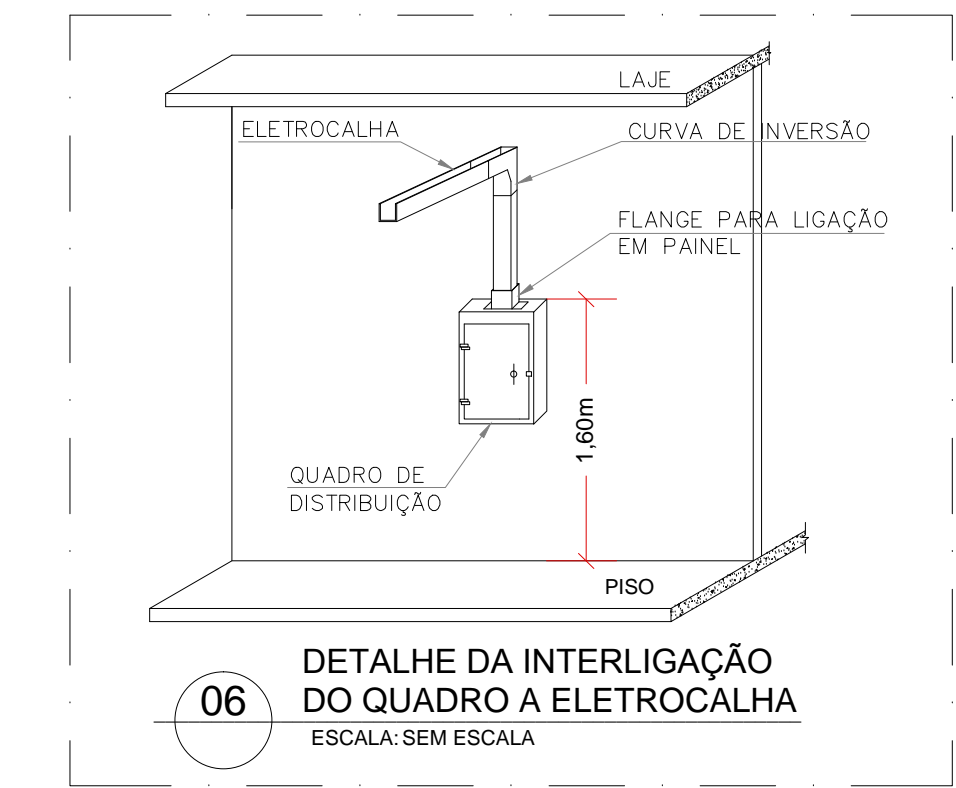 LAJE
ELETROCALHA
CURVA DE INVERSÃO
FLANGE PARA LIGAÇÃO
EM PAINEL
1,60m
QUADRO DE
DISTRIBUIÇÃO
PISO
06
DETALHE DA INTERLIGAÇÃO
DO QUADRO A ELETROCALHA
ESCALA: SEM ESCALA